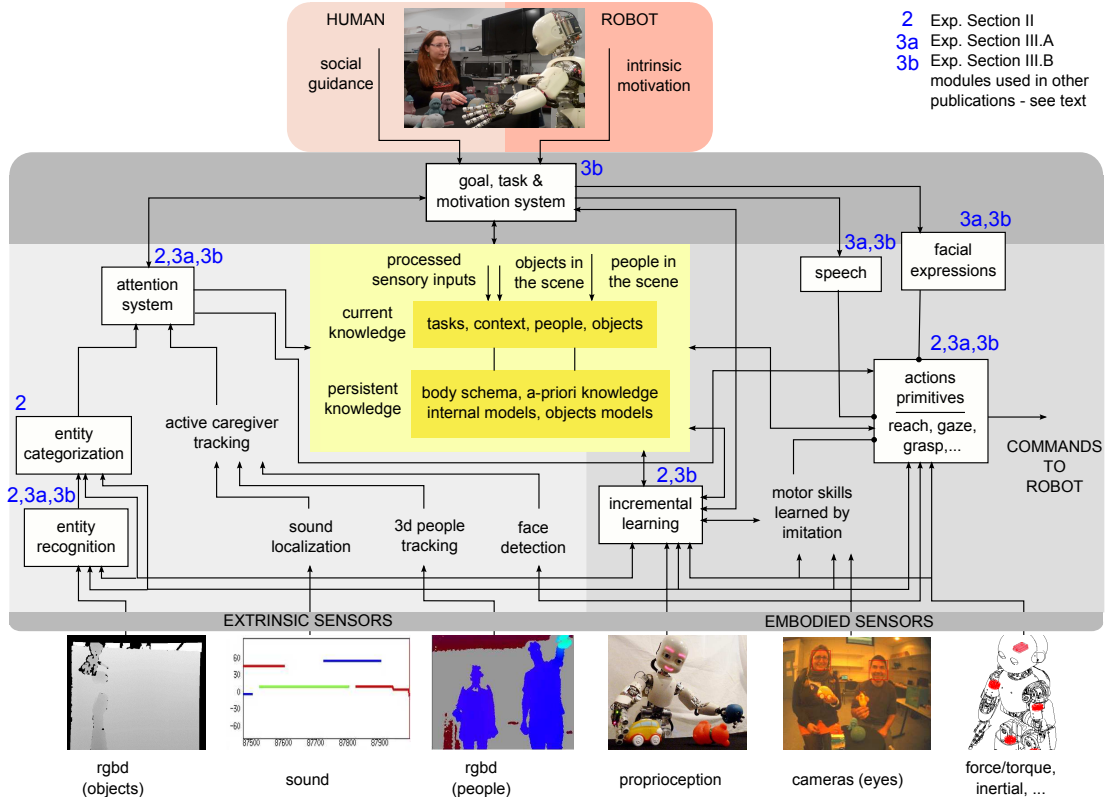 HUMAN
ROBOT
social
guidance
intrinsic
motivation
2 Exp. Section II
3a Exp. Section III.A
3b Exp. Section III.B
modules used in other
publications - see text
goal, task &
motivation system
3b
2,3a,3b
attention
system
processed
sensory inputs
objects in
the scene
people in
the scene
current
knowledge
tasks, context, people, objects
persistent
knowledge
body schema, a-priori knowledge
internal models, objects models
3a,3b
speech
3a,3b
facial
expressions
2,3a,3b
actions
primitives
reach, gaze,
grasp,...
COMMANDS
TO
ROBOT
2
entity
categorization
active caregiver
tracking
2,3a,3b
entity
recognition
sound
localization
3d people
tracking
face
detection
2,3b
incremental
learning
motor skills
learned by
imitation
EXTRINSIC SENSORS
EMBODIED SENSORS
60
30
0
-30
-60
87500
87600
87700
87800
87900
rgbd
(objects)
sound
rgbd
(people)
proprioception
cameras (eyes)
force/torque,
inertial, ...